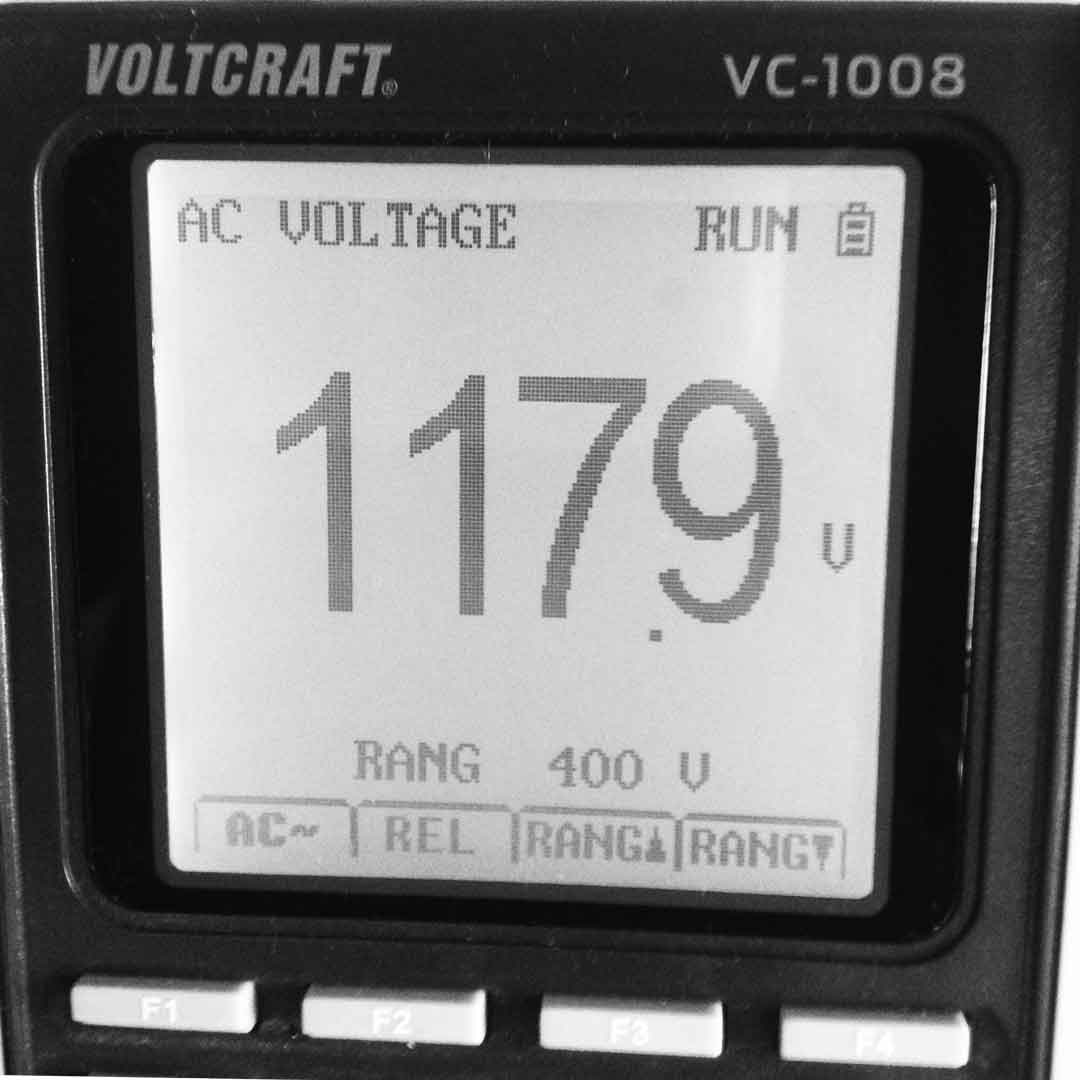 VOLTCRAFT® VC-1008
AC VOLTAGE RUN
117.9 V
RANG 400 V
AC~ REL RANG▲ RANG▼
F1 F2 F3 F4